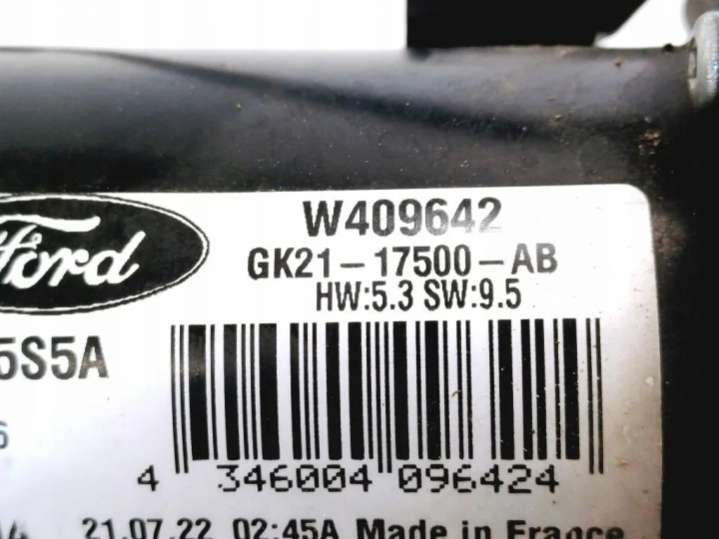 Ford
W409642
GK21-17500-AB
HW:5.3 SW:9.5
5S5A
4 346004 096424
21.07.22 02:45A Made in France